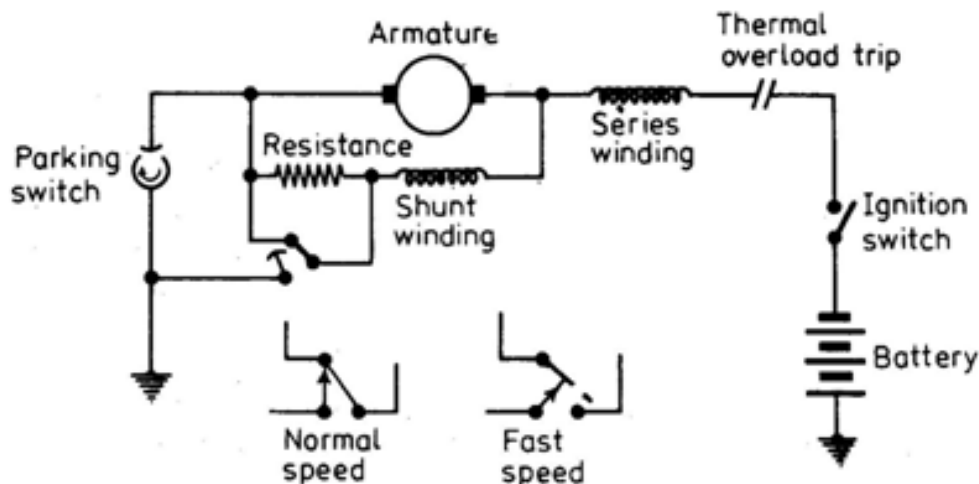 Thermal
overload trip
Armature
Series
winding
Resistance
Parking
switch
Shunt
winding
Ignition
switch
Battery
Normal
speed
Fast
speed